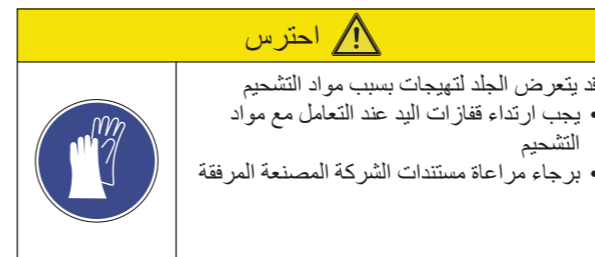 احترس
قد يتعرض الجلد لتهيجات بسبب مواد التشحيم
• يجب ارتداء قفازات اليد عند التعامل مع مواد
التشحيم
• برجاء مراعاة مستندات الشركة المصنعة المرفقة